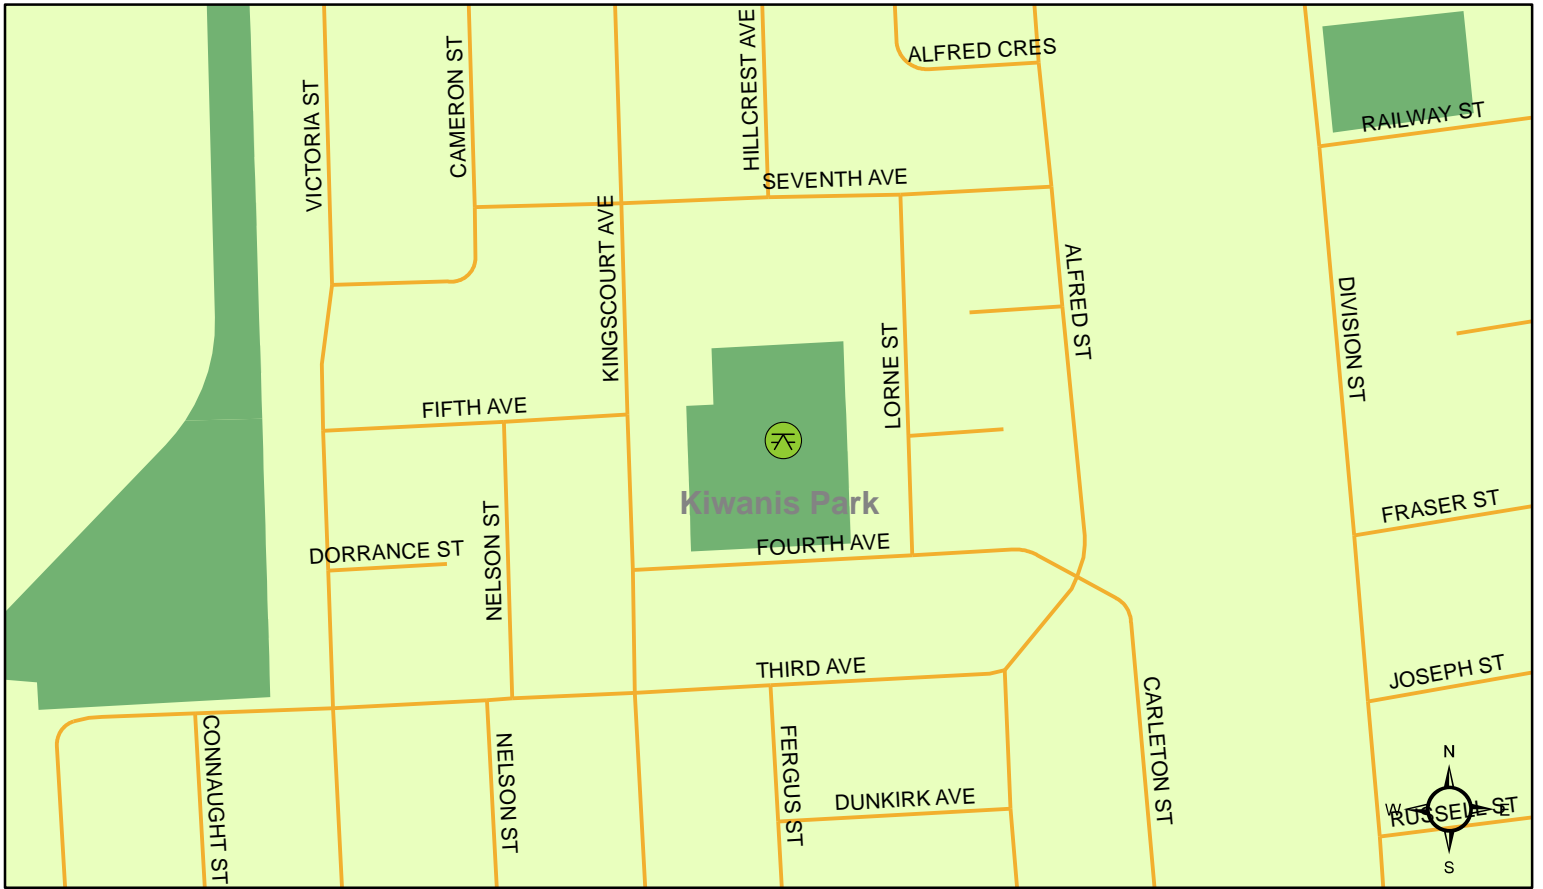 ALFRED CRES
HILLCREST AVE
CAMERON ST
VICTORIA ST
RAILWAY ST
SEVENTH AVE
KINGSCOURT AVE
ALFRED ST
DIVISION ST
LORNE ST
FIFTH AVE
Kiwanis Park
FRASER ST
NELSON ST
DORRANCE ST
FOURTH AVE
THIRD AVE
JOSEPH ST
CARLETON ST
CONNAUGHT ST
NELSON ST
FERGUS ST
DUNKIRK AVE
N
W
E
RUSSELL ST
S